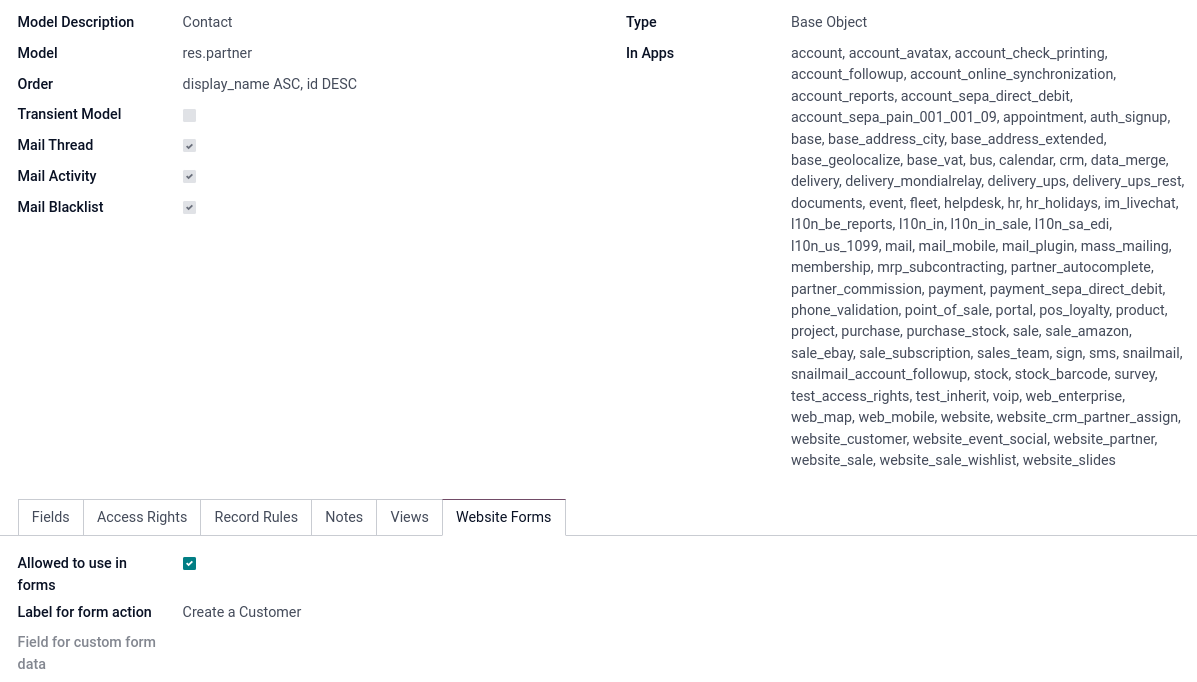 Model Description Contact
Model res.partner
Order display_name ASC, id DESC
Transient Model
Mail Thread
Mail Activity
Mail Blacklist
Type Base Object
In Apps account, account_avatax, account_check_printing,
account_followup, account_online_synchronization,
account_reports, account_sepa_direct_debit,
account_sepa_pain_001_001_09, appointment, auth_signup,
base, base_address_city, base_address_extended,
base_geolocalize, base_vat, bus, calendar, crm, data_merge,
delivery, delivery_mondialrelay, delivery_ups, delivery_ups_rest,
documents, event, fleet, helpdesk, hr, hr_holidays, im_livechat,
l10n_be_reports, l10n_in, l10n_in_sale, l10n_sa_edi,
l10n_us_1099, mail, mail_mobile, mail_plugin, mass_mailing,
membership, mrp_subcontracting, partner_autocomplete,
partner_commission, payment, payment_sepa_direct_debit,
phone_validation, point_of_sale, portal, pos_loyalty, product,
project, purchase, purchase_stock, sale, sale_amazon,
sale_ebay, sale_subscription, sales_team, sign, sms, snailmail,
snailmail_account_followup, stock, stock_barcode, survey,
test_access_rights, test_inherit, voip, web_enterprise,
web_map, web_mobile, website, website_crm_partner_assign,
website_customer, website_event_social, website_partner,
website_sale, website_sale_wishlist, website_slides
Fields Access Rights Record Rules Notes Views Website Forms
Allowed to use in
forms
Label for form action Create a Customer
Field for custom form
data